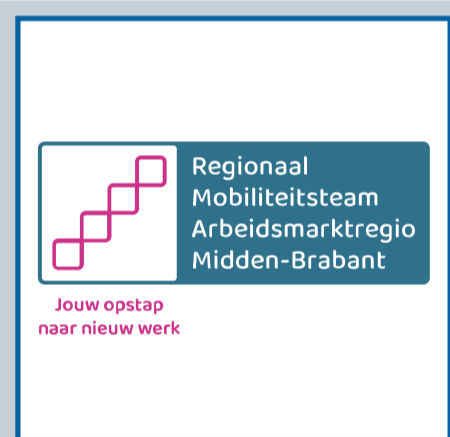 Regionaal
Mobiliteitsteam
Arbeidsmarktregio
Midden-Brabant
Jouw opstap
naar nieuw werk